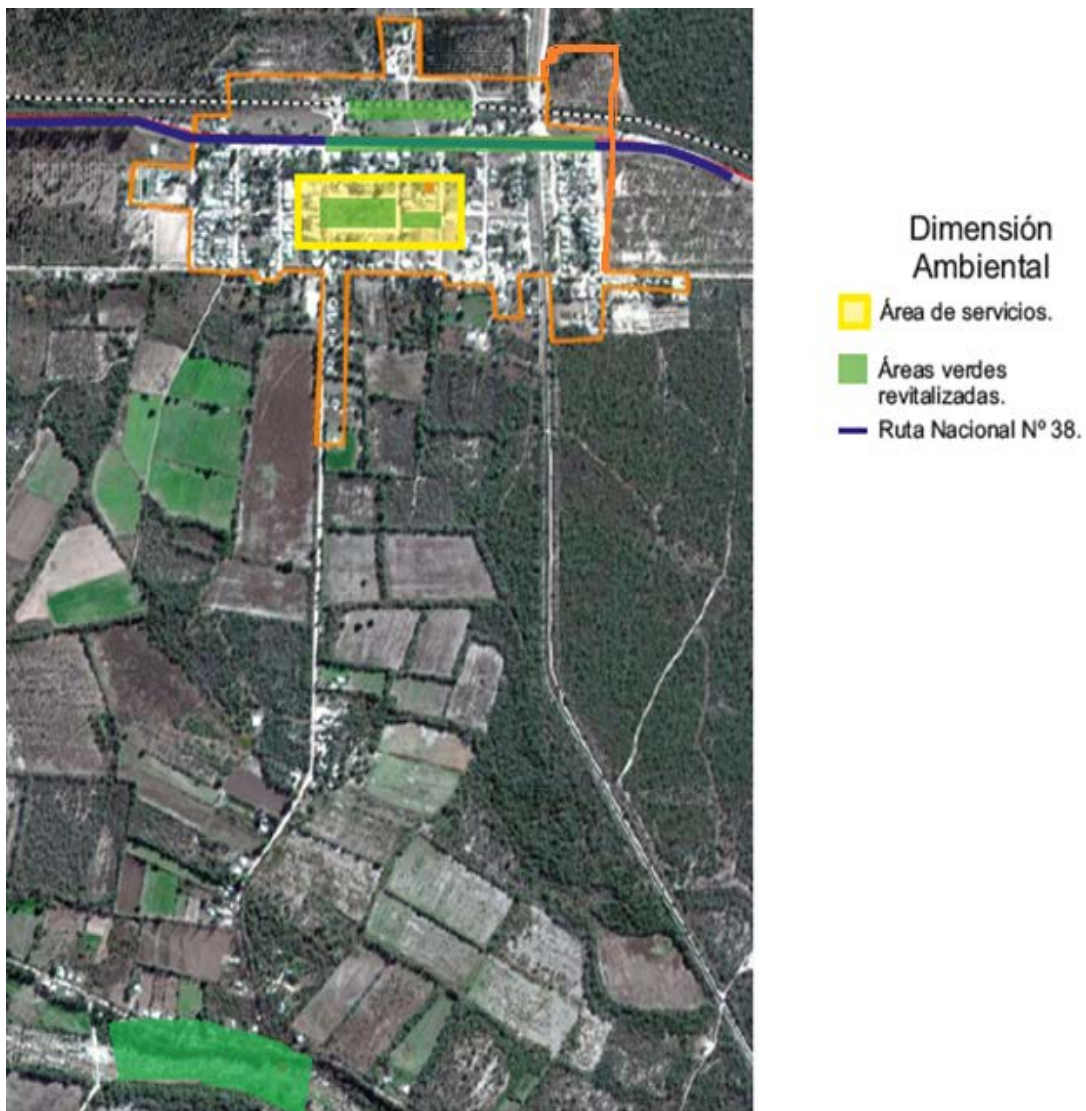 Dimensión
Ambiental
Área de servicios.
Áreas verdes
revitalizadas.
Ruta Nacional Nº 38.